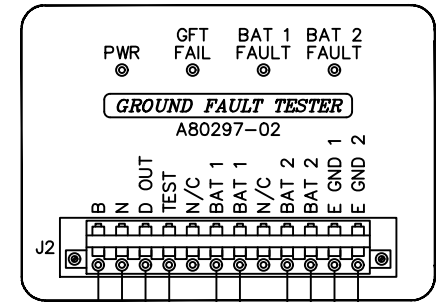 PWR
GFT FAIL
BAT 1 FAULT
BAT 2 FAULT
GROUND FAULT TESTER
A80297-02
B
N
D OUT
TEST
N/C
BAT 1
BAT 1
N/C
BAT 2
BAT 2
E GND 1
E GND 2
J2